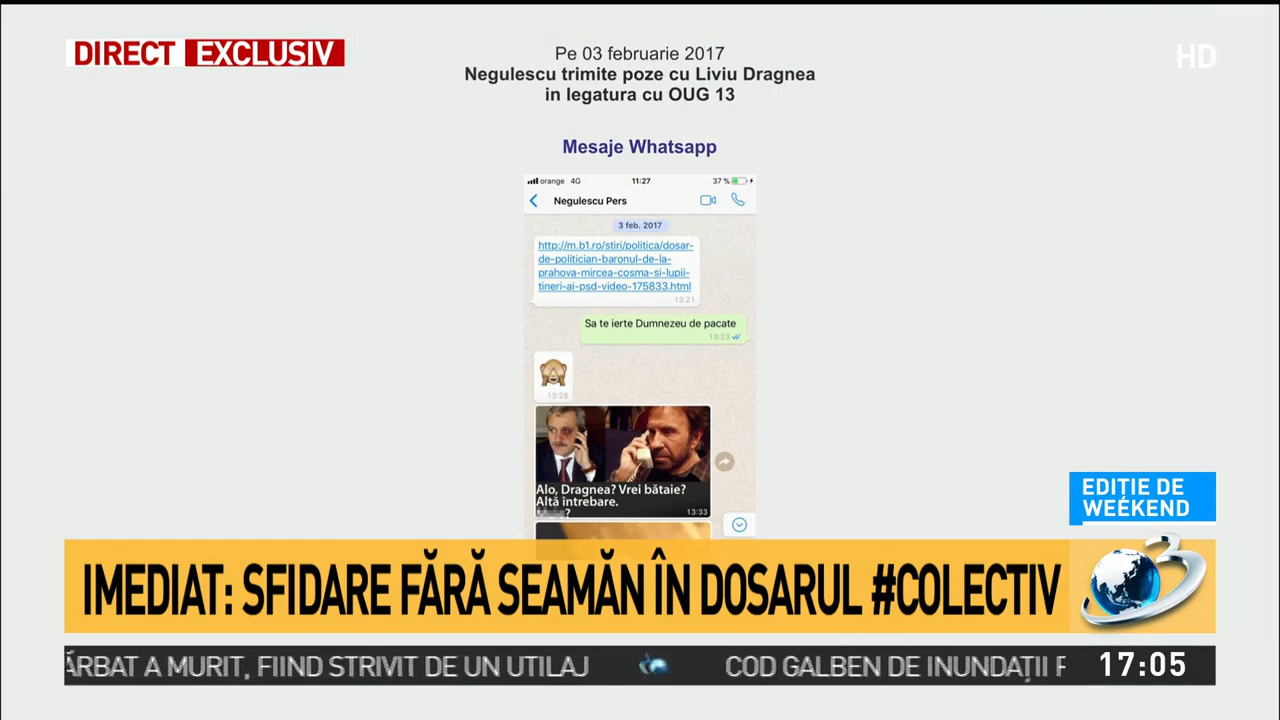 DIRECT EXCLUSIV
HD
Pe 03 februarie 2017
Negulescu trimite poze cu Liviu Dragnea
in legatura cu OUG 13
Mesaje Whatsapp
orange 4G 11:27 37 %
Negulescu Pers
3 feb. 2017
http://m.b1.ro/stiri/politica/dosar-
de-politician-baronul-de-la-
prahova-mircea-cosma-si-lupii-
tineri-ai-psd-video-175833.html
13:21
Sa te ierte Dumnezeu de pacate
13:23
13:28
Alo, Dragnea? Vrei bătaie?
Altă întrebare.
?
13:33
EDIȚIE DE
WEEKEND
IMEDIAT: SFIDARE FĂRĂ SEAMĂN ÎN DOSARUL #COLECTIV
3
ĂRBAT A MURIT, FIIND STRIVIT DE UN UTILAJ COD GALBEN DE INUNDAȚII
17:05